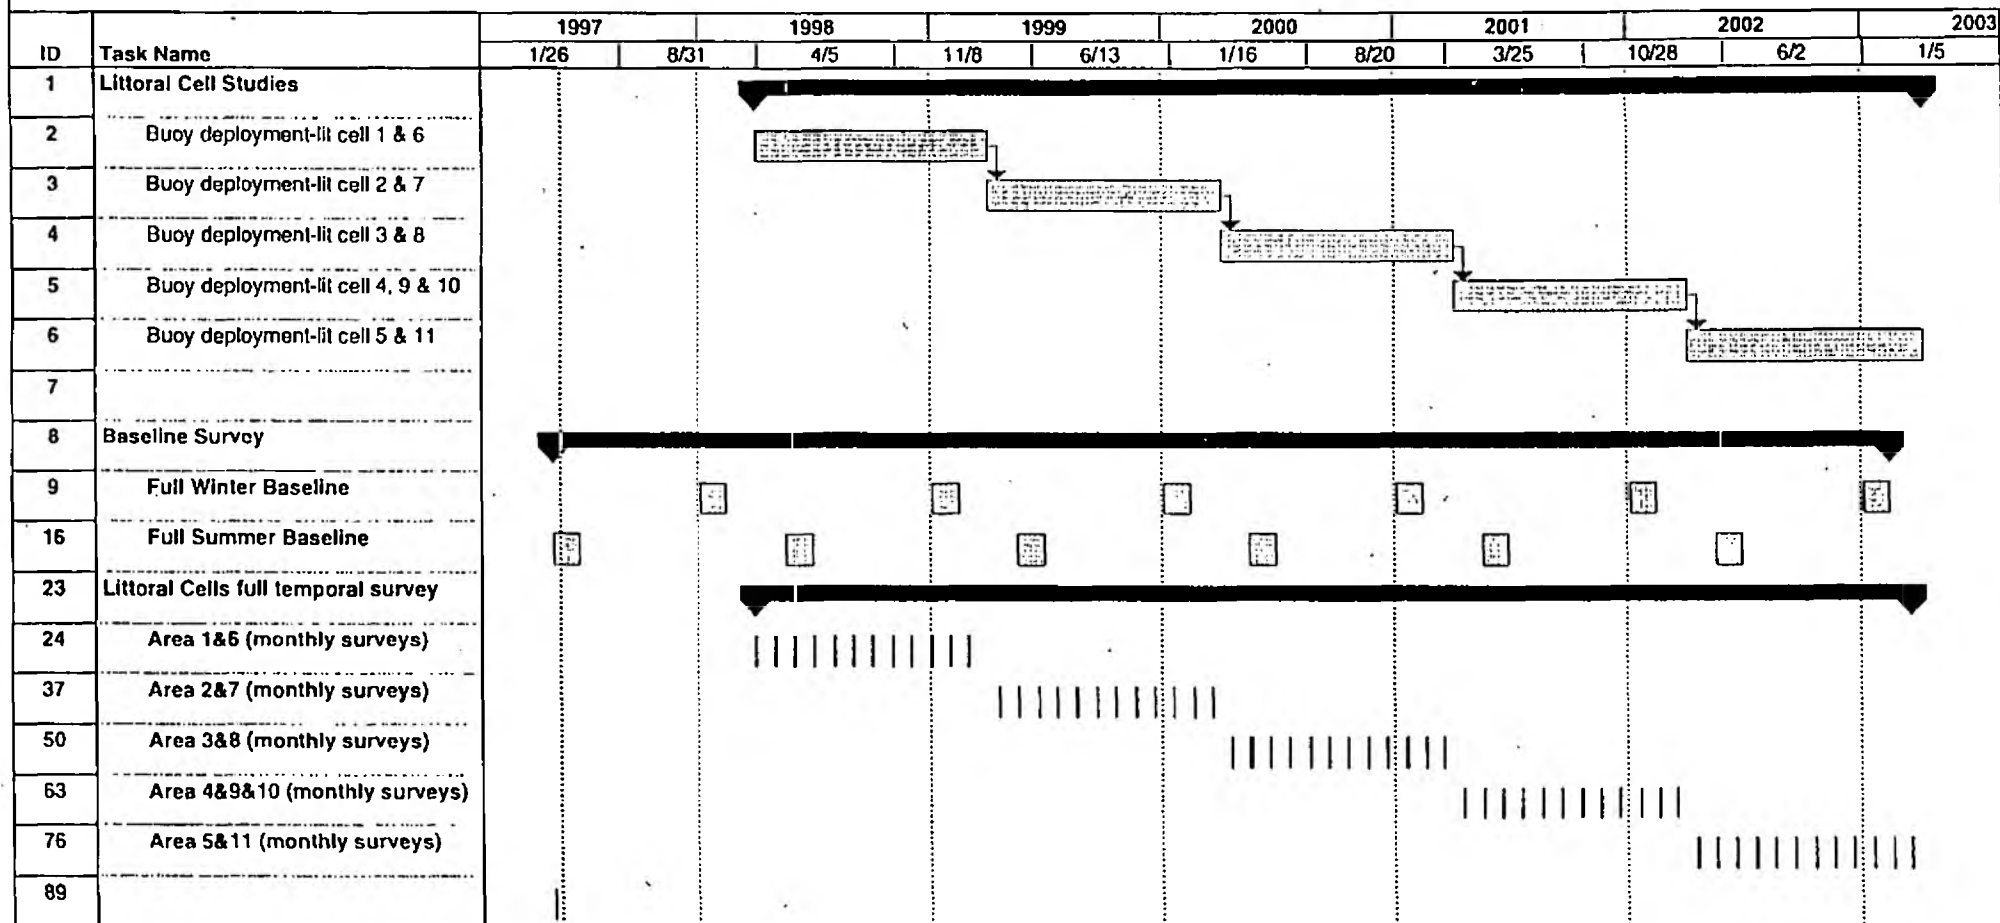 1997 1998 1999 2000 2001 2002 2003
ID Task Name 1/26 8/31 4/5 11/8 6/13 1/16 8/20 3/25 10/28 6/2 1/5
1 Littoral Cell Studies
2 Buoy deployment-lit cell 1 & 6
3 Buoy deployment-lit cell 2 & 7
4 Buoy deployment-lit cell 3 & 8
5 Buoy deployment-lit cell 4, 9 & 10
6 Buoy deployment-lit cell 5 & 11
7
8 Baseline Survey
9 Full Winter Baseline
16 Full Summer Baseline
23 Littoral Cells full temporal survey
24 Area 1&6 (monthly surveys)
37 Area 2&7 (monthly surveys)
50 Area 3&8 (monthly surveys)
63 Area 4&9&10 (monthly surveys)
76 Area 5&11 (monthly surveys)
89